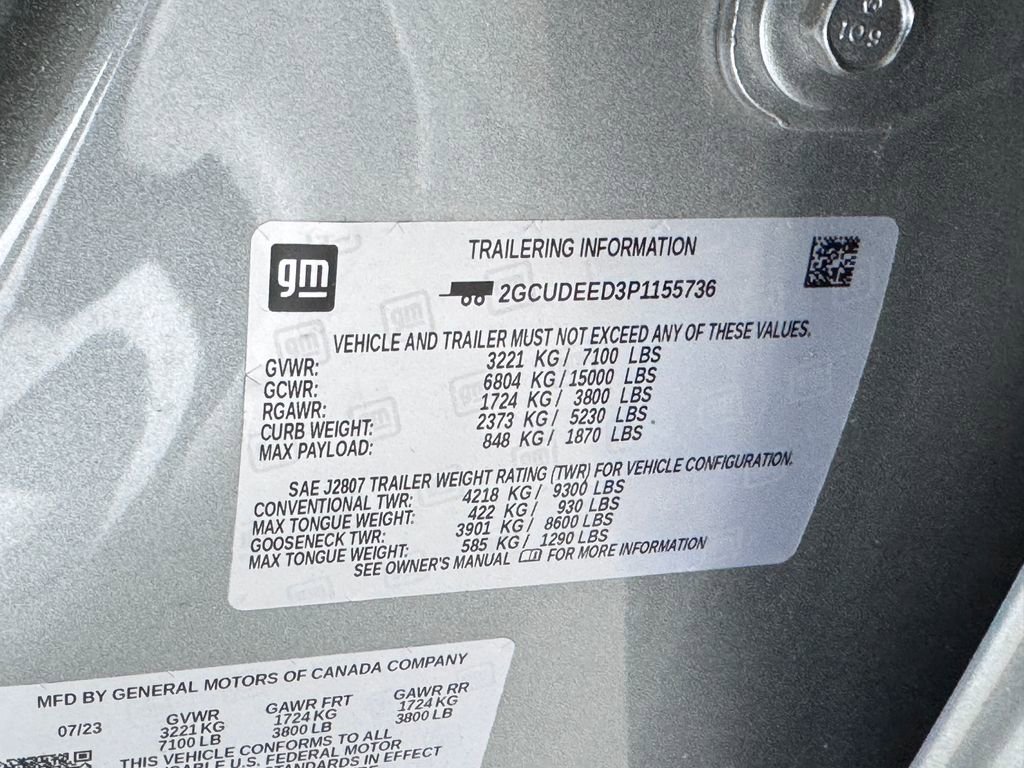 109
gm
TRAILERING INFORMATION
2GCUDEED3P1155736
VEHICLE AND TRAILER MUST NOT EXCEED ANY OF THESE VALUES.
GVWR: 3221 KG/ 7100 LBS
GCWR: 6804 KG/15000 LBS
RGAWR: 1724 KG/ 3800 LBS
CURB WEIGHT: 2373 KG/ 5230 LBS
MAX PAYLOAD: 848 KG/ 1870 LBS
SAE J2807 TRAILER WEIGHT RATING (TWR) FOR VEHICLE CONFIGURATION.
CONVENTIONAL TWR: 4218 KG/ 9300 LBS
MAX TONGUE WEIGHT: 422 KG/ 930 LBS
GOOSENECK TWR: 3901 KG/ 8600 LBS
MAX TONGUE WEIGHT: 585 KG/ 1290 LBS
SEE OWNER'S MANUAL FOR MORE INFORMATION
MFD BY GENERAL MOTORS OF CANADA COMPANY
07/23 GVWR GAWR FRT GAWR RR
3221 KG 1724 KG 1724 KG
7100 LB 3800 LB 3800 LB
THIS VEHICLE CONFORMS TO ALL
U.S. FEDERAL MOTOR
STANDARDS IN EFFECT